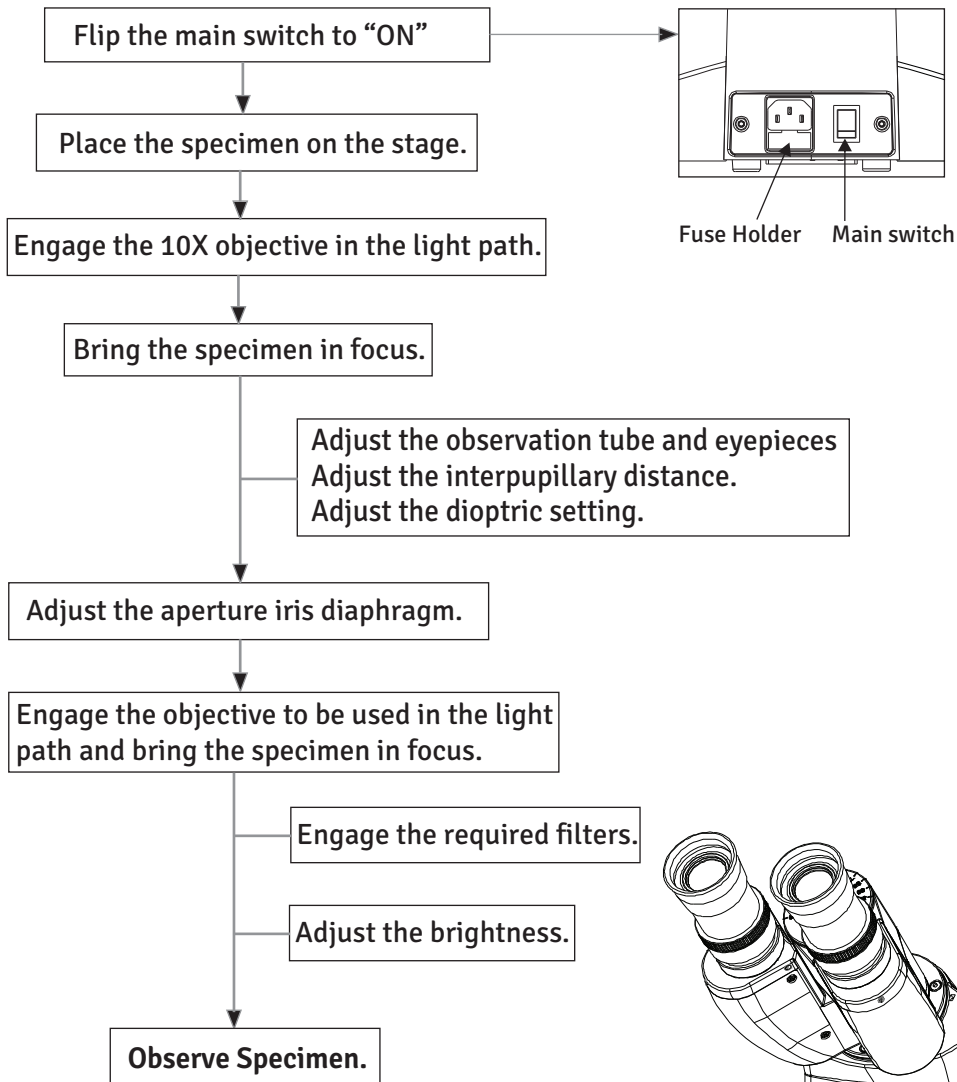 Flip the main switch to “ON”
Place the specimen on the stage.
Engage the 10X objective in the light path.
Fuse Holder
Main switch
Bring the specimen in focus.
Adjust the observation tube and eyepieces
Adjust the interpupillary distance.
Adjust the dioptric setting.
Adjust the aperture iris diaphragm.
Engage the objective to be used in the light
path and bring the specimen in focus.
Engage the required filters.
Adjust the brightness.
Observe Specimen.